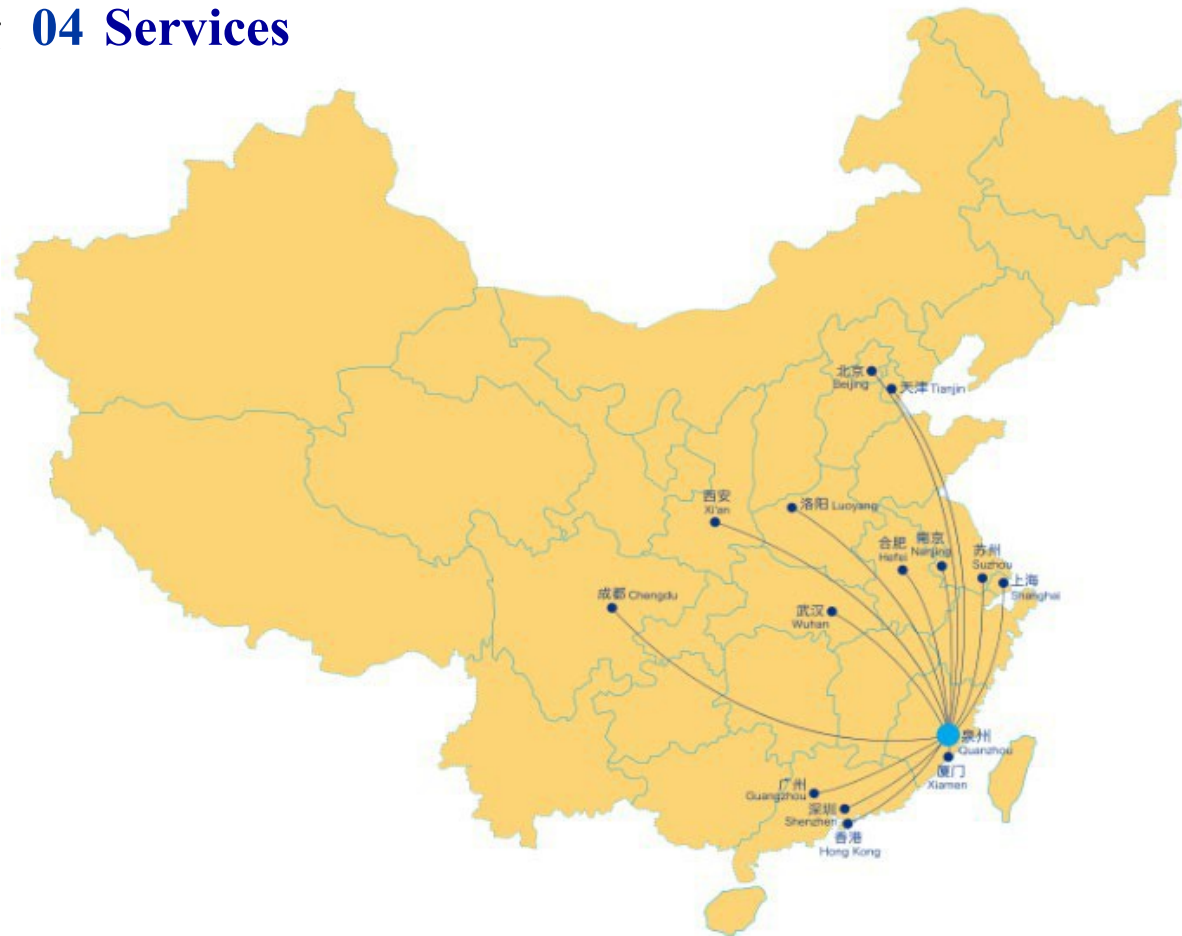 04 Services
北京
Beijing
天津 Tianjin
西安
Xi'an
洛阳 Luoyang
合肥
Hefei
南京
Nanjing
苏州
Suzhou
上海
Shanghai
成都 Chengdu
武汉
Wuhan
泉州
Quanzhou
厦门
Xiamen
广州
Guangzhou
深圳
Shenzhen
香港
Hong Kong